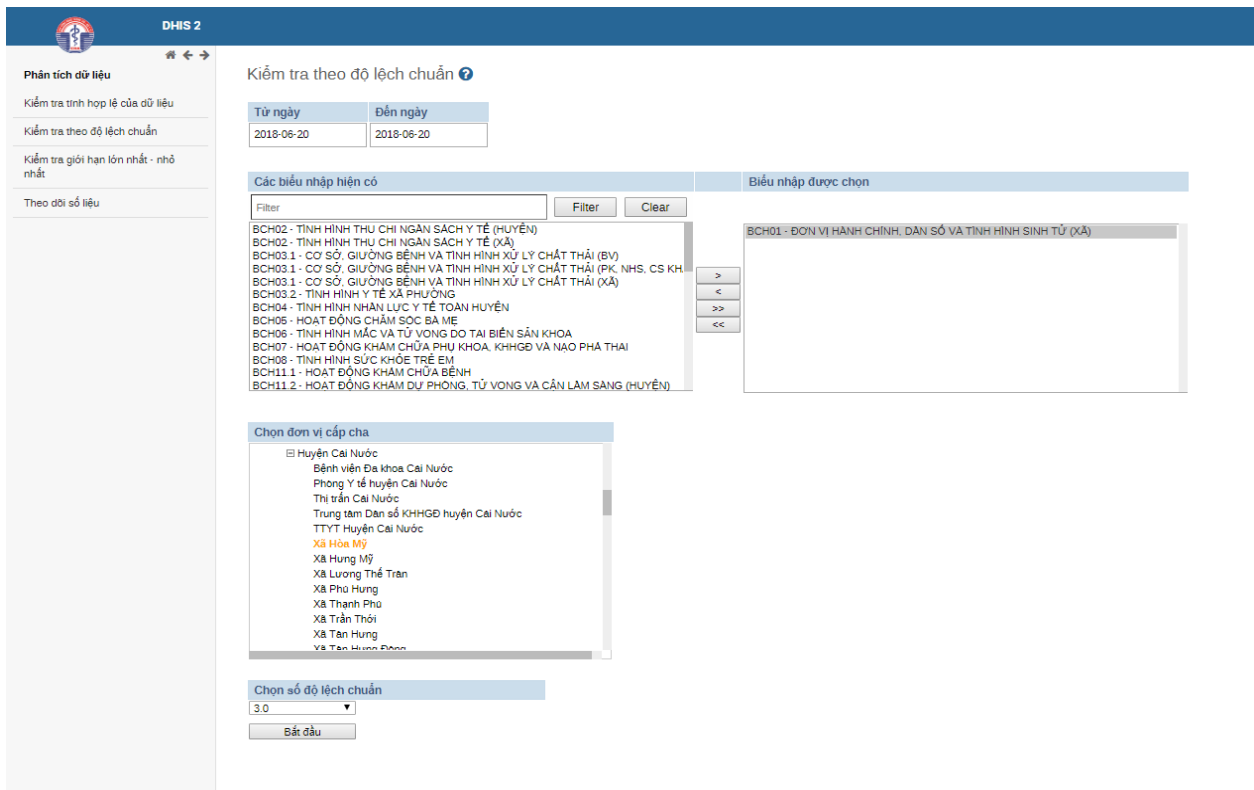 DHIS 2
Phân tích dữ liệu
Kiểm tra tính hợp lệ của dữ liệu
Kiểm tra theo độ lệch chuẩn
Kiểm tra giới hạn lớn nhất - nhỏ
nhất
Theo dõi số liệu
Kiểm tra theo độ lệch chuẩn ?
Từ ngày Đến ngày
2018-06-20 2018-06-20
Các biểu nhập hiện có Biểu nhập được chọn
Filter Filter Clear
BCH02 - TÌNH HÌNH THU CHI NGÂN SÁCH Y TẾ (HUYỆN)
BCH02 - TÌNH HÌNH THU CHI NGÂN SÁCH Y TẾ (XÃ)
BCH03.1 - CƠ SỞ, GIƯỜNG BỆNH VÀ TÌNH HÌNH XỬ LÝ CHẤT THẢI (BV)
BCH03.1 - CƠ SỞ, GIƯỜNG BỆNH VÀ TÌNH HÌNH XỬ LÝ CHẤT THẢI (PK, NHS, CS KH
BCH03.1 - CƠ SỞ, GIƯỜNG BỆNH VÀ TÌNH HÌNH XỬ LÝ CHẤT THẢI (XÃ)
BCH03.2 - TÌNH HÌNH Y TẾ XÃ PHƯỜNG
BCH04 - TÌNH HÌNH NHÂN LỰC Y TẾ TOÀN HUYỆN
BCH05 - HOẠT ĐỘNG CHĂM SÓC BÀ MẸ
BCH06 - TÌNH HÌNH MẮC VÀ TỬ VONG DO TAI BIẾN SẢN KHOA
BCH07 - HOẠT ĐỘNG KHÁM CHỮA PHỤ KHOA, KHHGĐ VÀ NẠO PHÁ THAI
BCH08 - TÌNH HÌNH SỨC KHỎE TRẺ EM
BCH11.1 - HOẠT ĐỘNG KHÁM CHỮA BỆNH
BCH11.2 - HOẠT ĐỘNG KHÁM DỰ PHÒNG, TỬ VONG VÀ CẬN LÂM SÀNG (HUYỆN)
>
<
>>
<<
BCH01 - ĐƠN VỊ HÀNH CHÍNH, DÂN SỐ VÀ TÌNH HÌNH SINH TỬ (XÃ)
Chọn đơn vị cấp cha
Huyện Cái Nước
Bệnh viện Đa khoa Cái Nước
Phòng Y tế huyện Cái Nước
Thị trấn Cái Nước
Trung tâm Dân số KHHGĐ huyện Cái Nước
TTYT Huyện Cái Nước
Xã Hòa Mỹ
Xã Hưng Mỹ
Xã Lương Thế Trân
Xã Phú Hưng
Xã Thạnh Phú
Xã Trần Thới
Xã Tân Hưng
Xã Tân Hưng Đông
Chọn số độ lệch chuẩn
3.0
Bắt đầu